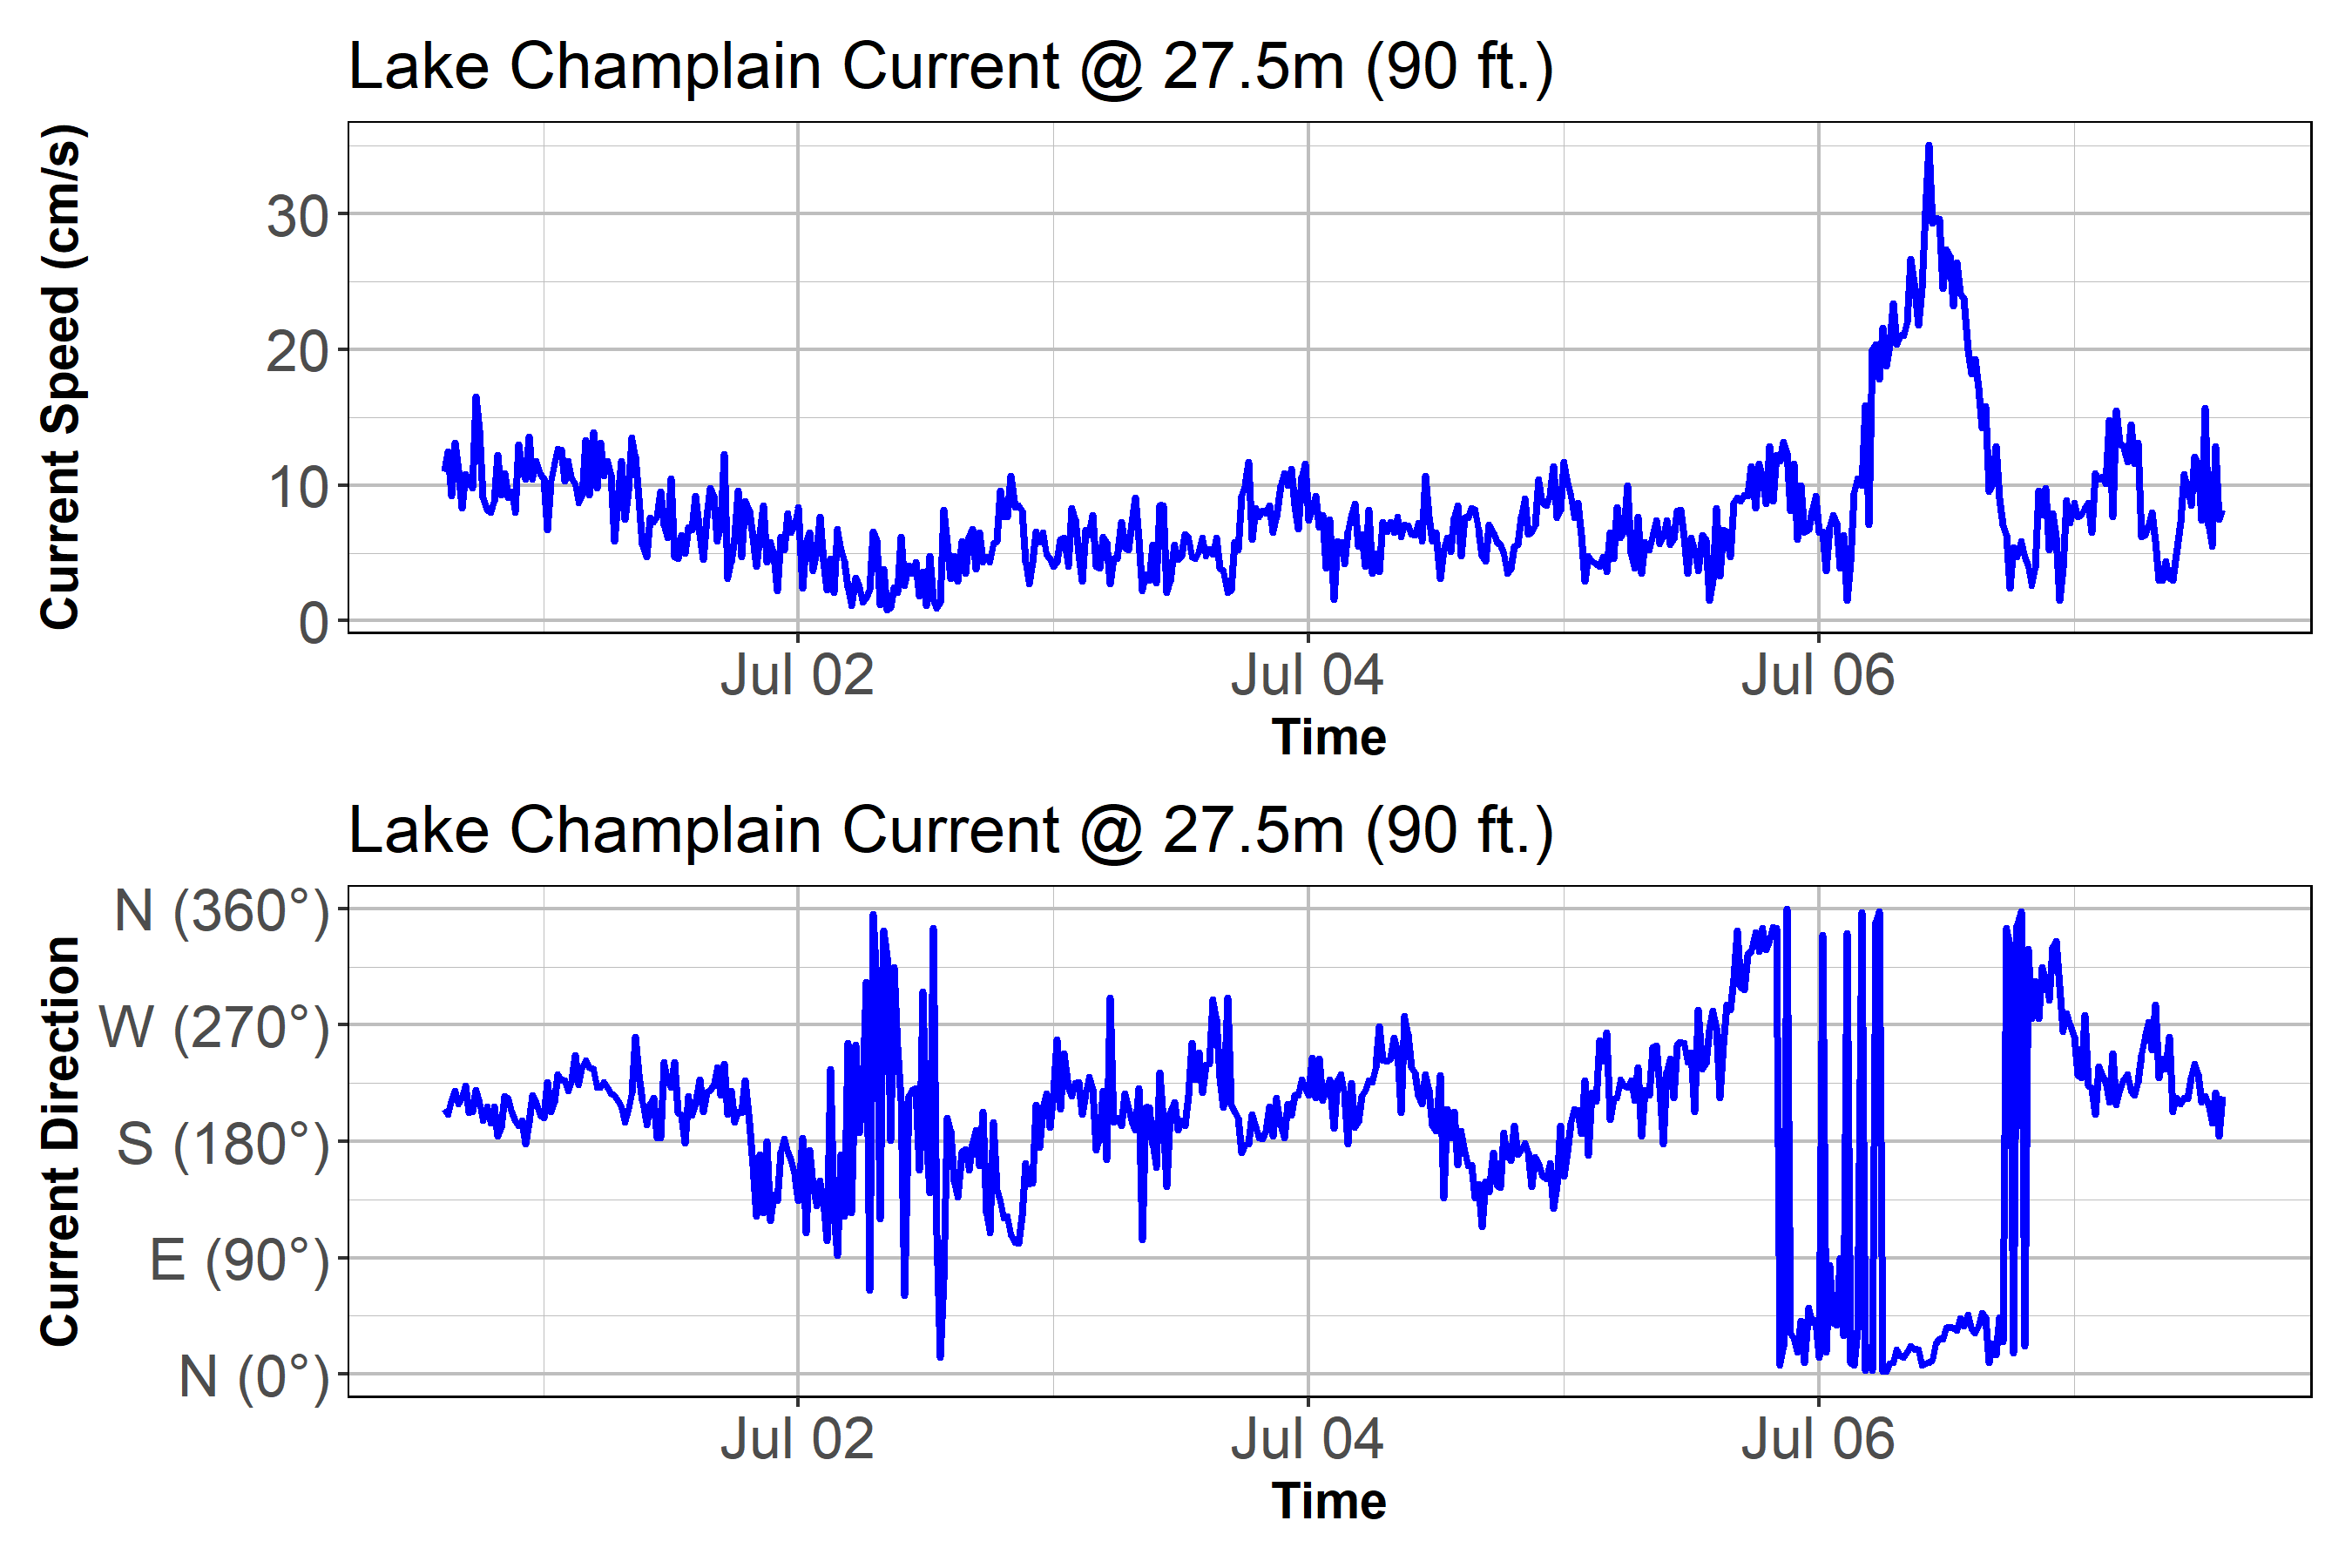 Lake Champlain Current @ 27.5m (90 ft.)
Current Speed (cm/s)
30
20
10
0
Jul 02
Jul 04
Jul 06
Time
Lake Champlain Current @ 27.5m (90 ft.)
Current Direction
N (360°)
W (270°)
S (180°)
E (90°)
N (0°)
Jul 02
Jul 04
Jul 06
Time